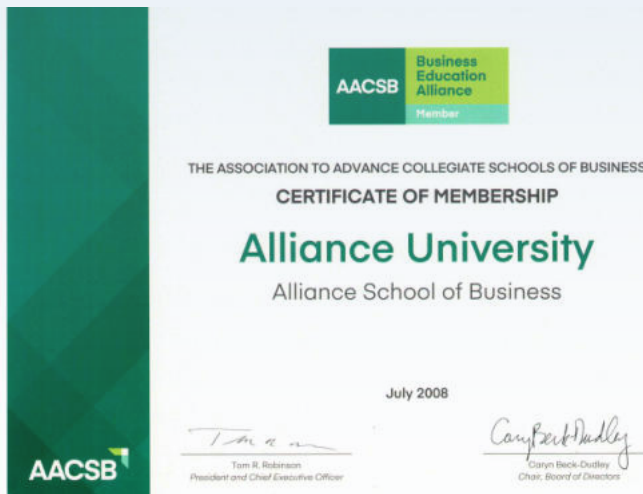 AACSB
Business
Education
Alliance
Member
THE ASSOCIATION TO ADVANCE COLLEGIATE SCHOOLS OF BUSINESS
CERTIFICATE OF MEMBERSHIP
Alliance University
Alliance School of Business
July 2008
Tom R. Robinson
President and Chief Executive Officer
Caryn Beck-Dudley
Chair, Board of Directors
AACSB